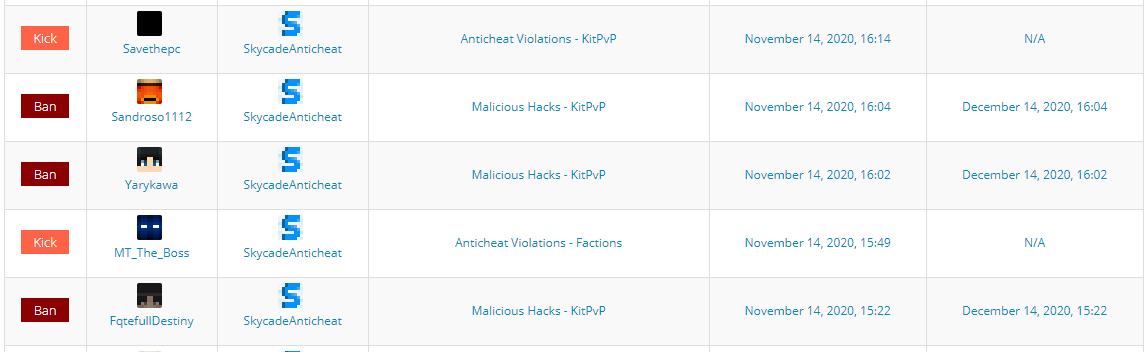 Kick
Savethepc
SkycadeAnticheat
Anticheat Violations - KitPvP
November 14, 2020, 16:14
N/A
Ban
Sandroso1112
SkycadeAnticheat
Malicious Hacks - KitPvP
November 14, 2020, 16:04
December 14, 2020, 16:04
Ban
Yarykawa
SkycadeAnticheat
Malicious Hacks - KitPvP
November 14, 2020, 16:02
December 14, 2020, 16:02
Kick
MT_The_Boss
SkycadeAnticheat
Anticheat Violations - Factions
November 14, 2020, 15:49
N/A
Ban
FqtefullDestiny
SkycadeAnticheat
Malicious Hacks - KitPvP
November 14, 2020, 15:22
December 14, 2020, 15:22